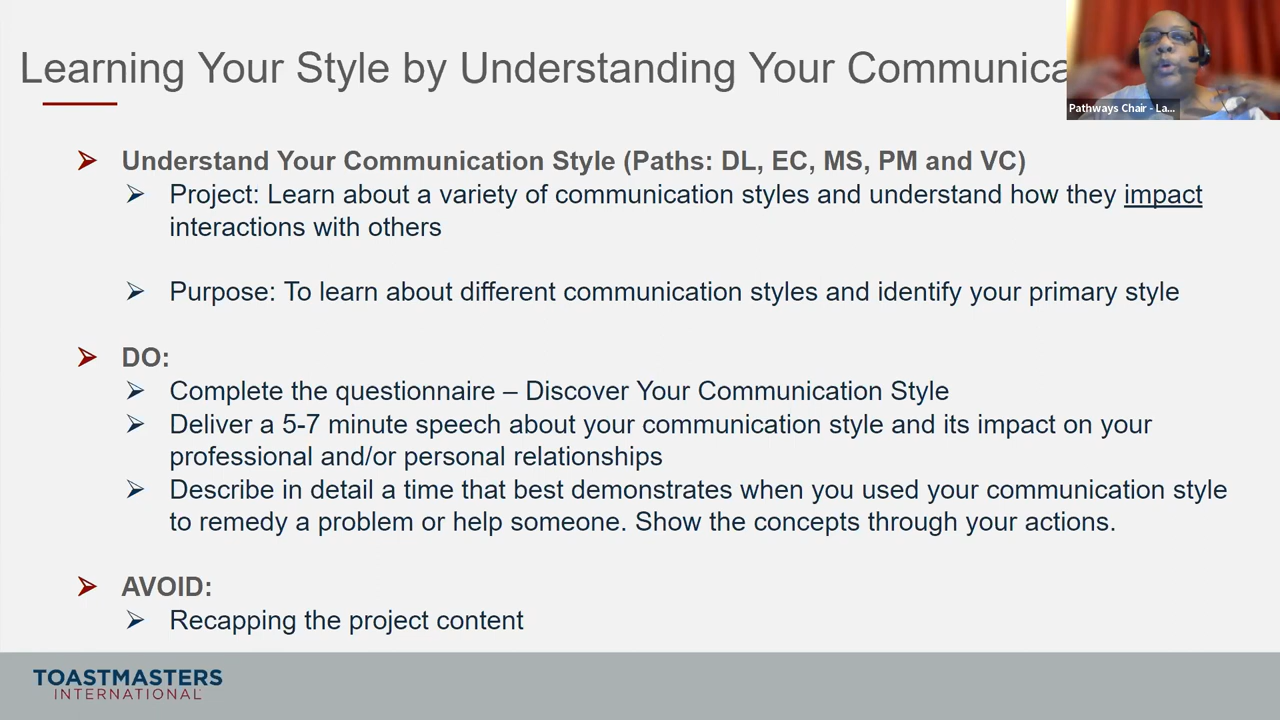 Learning Your Style by Understanding Your Communica
Pathways Chair - La...
Understand Your Communication Style (Paths: DL, EC, MS, PM and VC)
Project: Learn about a variety of communication styles and understand how they impact
interactions with others
Purpose: To learn about different communication styles and identify your primary style
DO:
Complete the questionnaire – Discover Your Communication Style
Deliver a 5-7 minute speech about your communication style and its impact on your
professional and/or personal relationships
Describe in detail a time that best demonstrates when you used your communication style
to remedy a problem or help someone. Show the concepts through your actions.
AVOID:
Recapping the project content
TOASTMASTERS
INTERNATIONAL